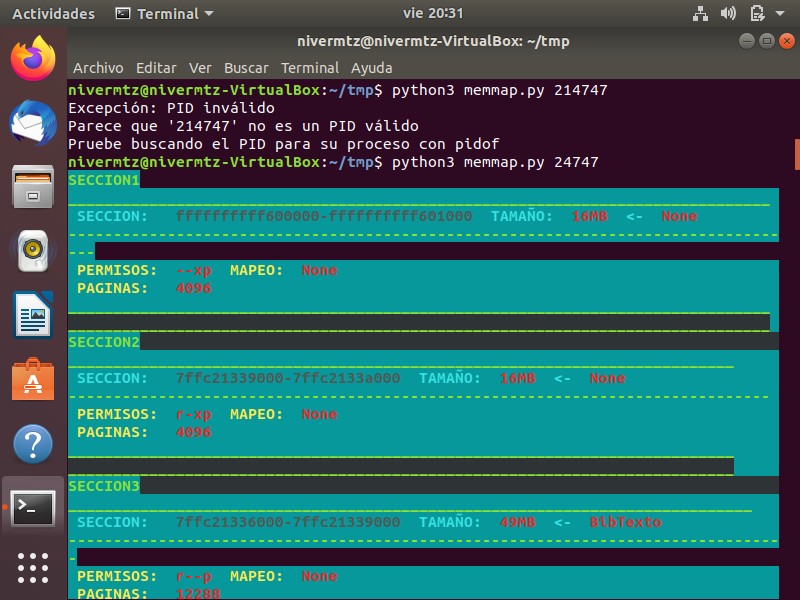 Actividades Terminal vie 20:31
nivermtz@nivermtz-VirtualBox: ~/tmp
Archivo Editar Ver Buscar Terminal Ayuda
nivermtz@nivermtz-VirtualBox:~/tmp$ python3 memmap.py 214747
Excepción: PID inválido
Parece que '214747' no es un PID válido
Pruebe buscando el PID para su proceso con pidof
nivermtz@nivermtz-VirtualBox:~/tmp$ python3 memmap.py 24747
SECCION1
SECCION: ffffffffff600000-ffffffffff601000 TAMAÑO: 16MB <- None
PERMISOS: --xp MAPEO: None
PAGINAS: 4096
SECCION2
SECCION: 7ffc21339000-7ffc2133a000 TAMAÑO: 16MB <- None
PERMISOS: r-xp MAPEO: None
PAGINAS: 4096
SECCION3
SECCION: 7ffc21336000-7ffc21339000 TAMAÑO: 49MB <- BibTexto
PERMISOS: r--p MAPEO: None
PAGINAS: 12288